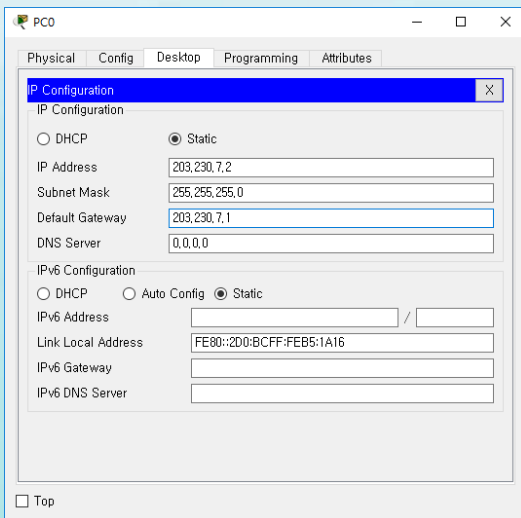 PC0
Physical Config Desktop Programming Attributes
IP Configuration X
IP Configuration
DHCP Static
IP Address 203,230,7,2
Subnet Mask 255,255,255,0
Default Gateway 203,230,7,1
DNS Server 0,0,0,0
IPv6 Configuration
DHCP Auto Config Static
IPv6 Address /
Link Local Address FE80::2D0:BCFF:FEB5:1A16
IPv6 Gateway
IPv6 DNS Server
Top